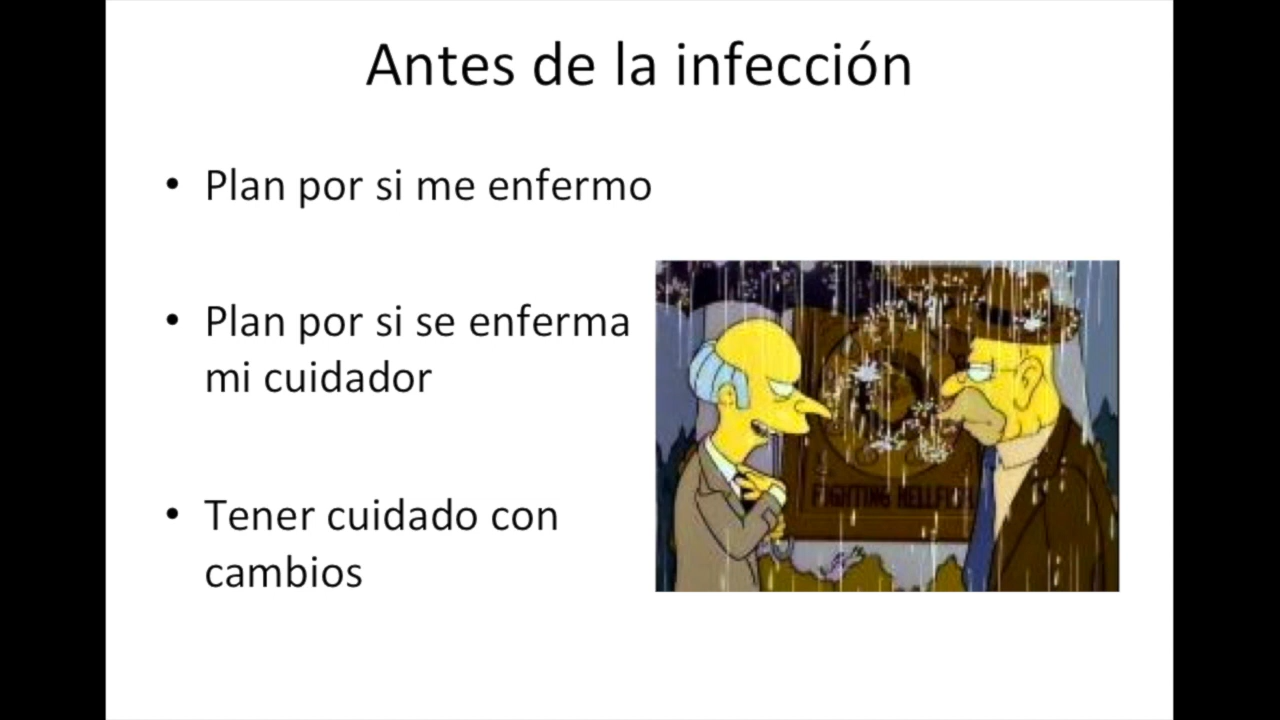 Antes de la infección
• Plan por si me enfermo
• Plan por si se enferma
mi cuidador
• Tener cuidado con
cambios
FIGHTING HELLFISH